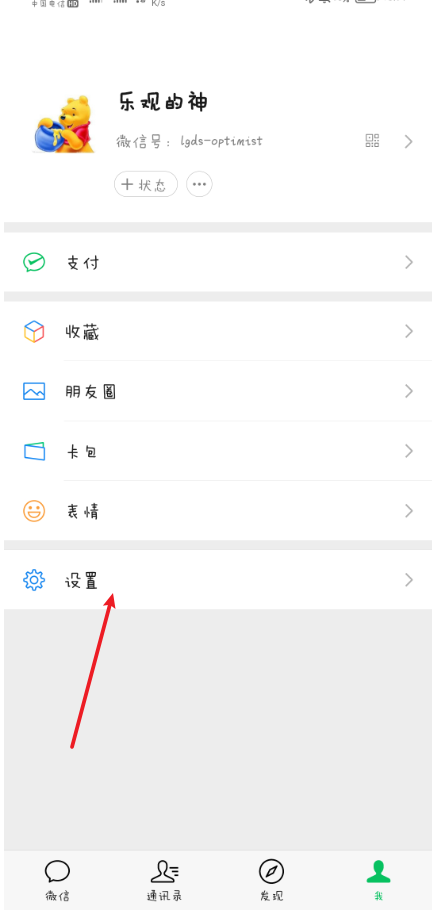 中国电信 HD K/s
乐观的神
微信号：lgds-optimist
状态
支付
收藏
朋友圈
卡包
表情
设置
微信 通讯录 发现 我